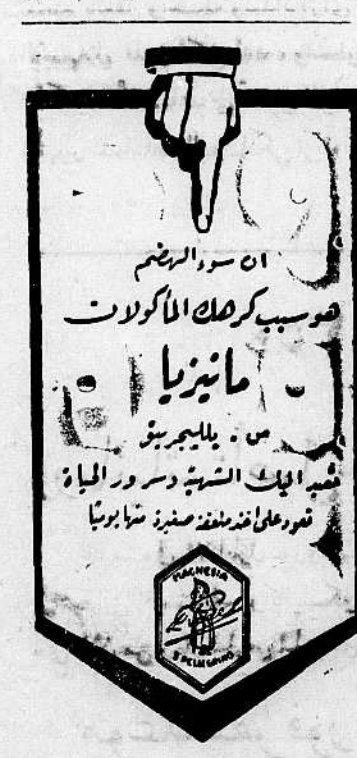 ان سوء الهضم
هو سبب كرهك المأكولات
مانيزيا
س . يلليجرينو
تعيد اليك الشهية وسرور الحياة
تعود على اخذ ملعقة صغيرة منها يوميا
MAGNESIA
S. PELLEGRINO